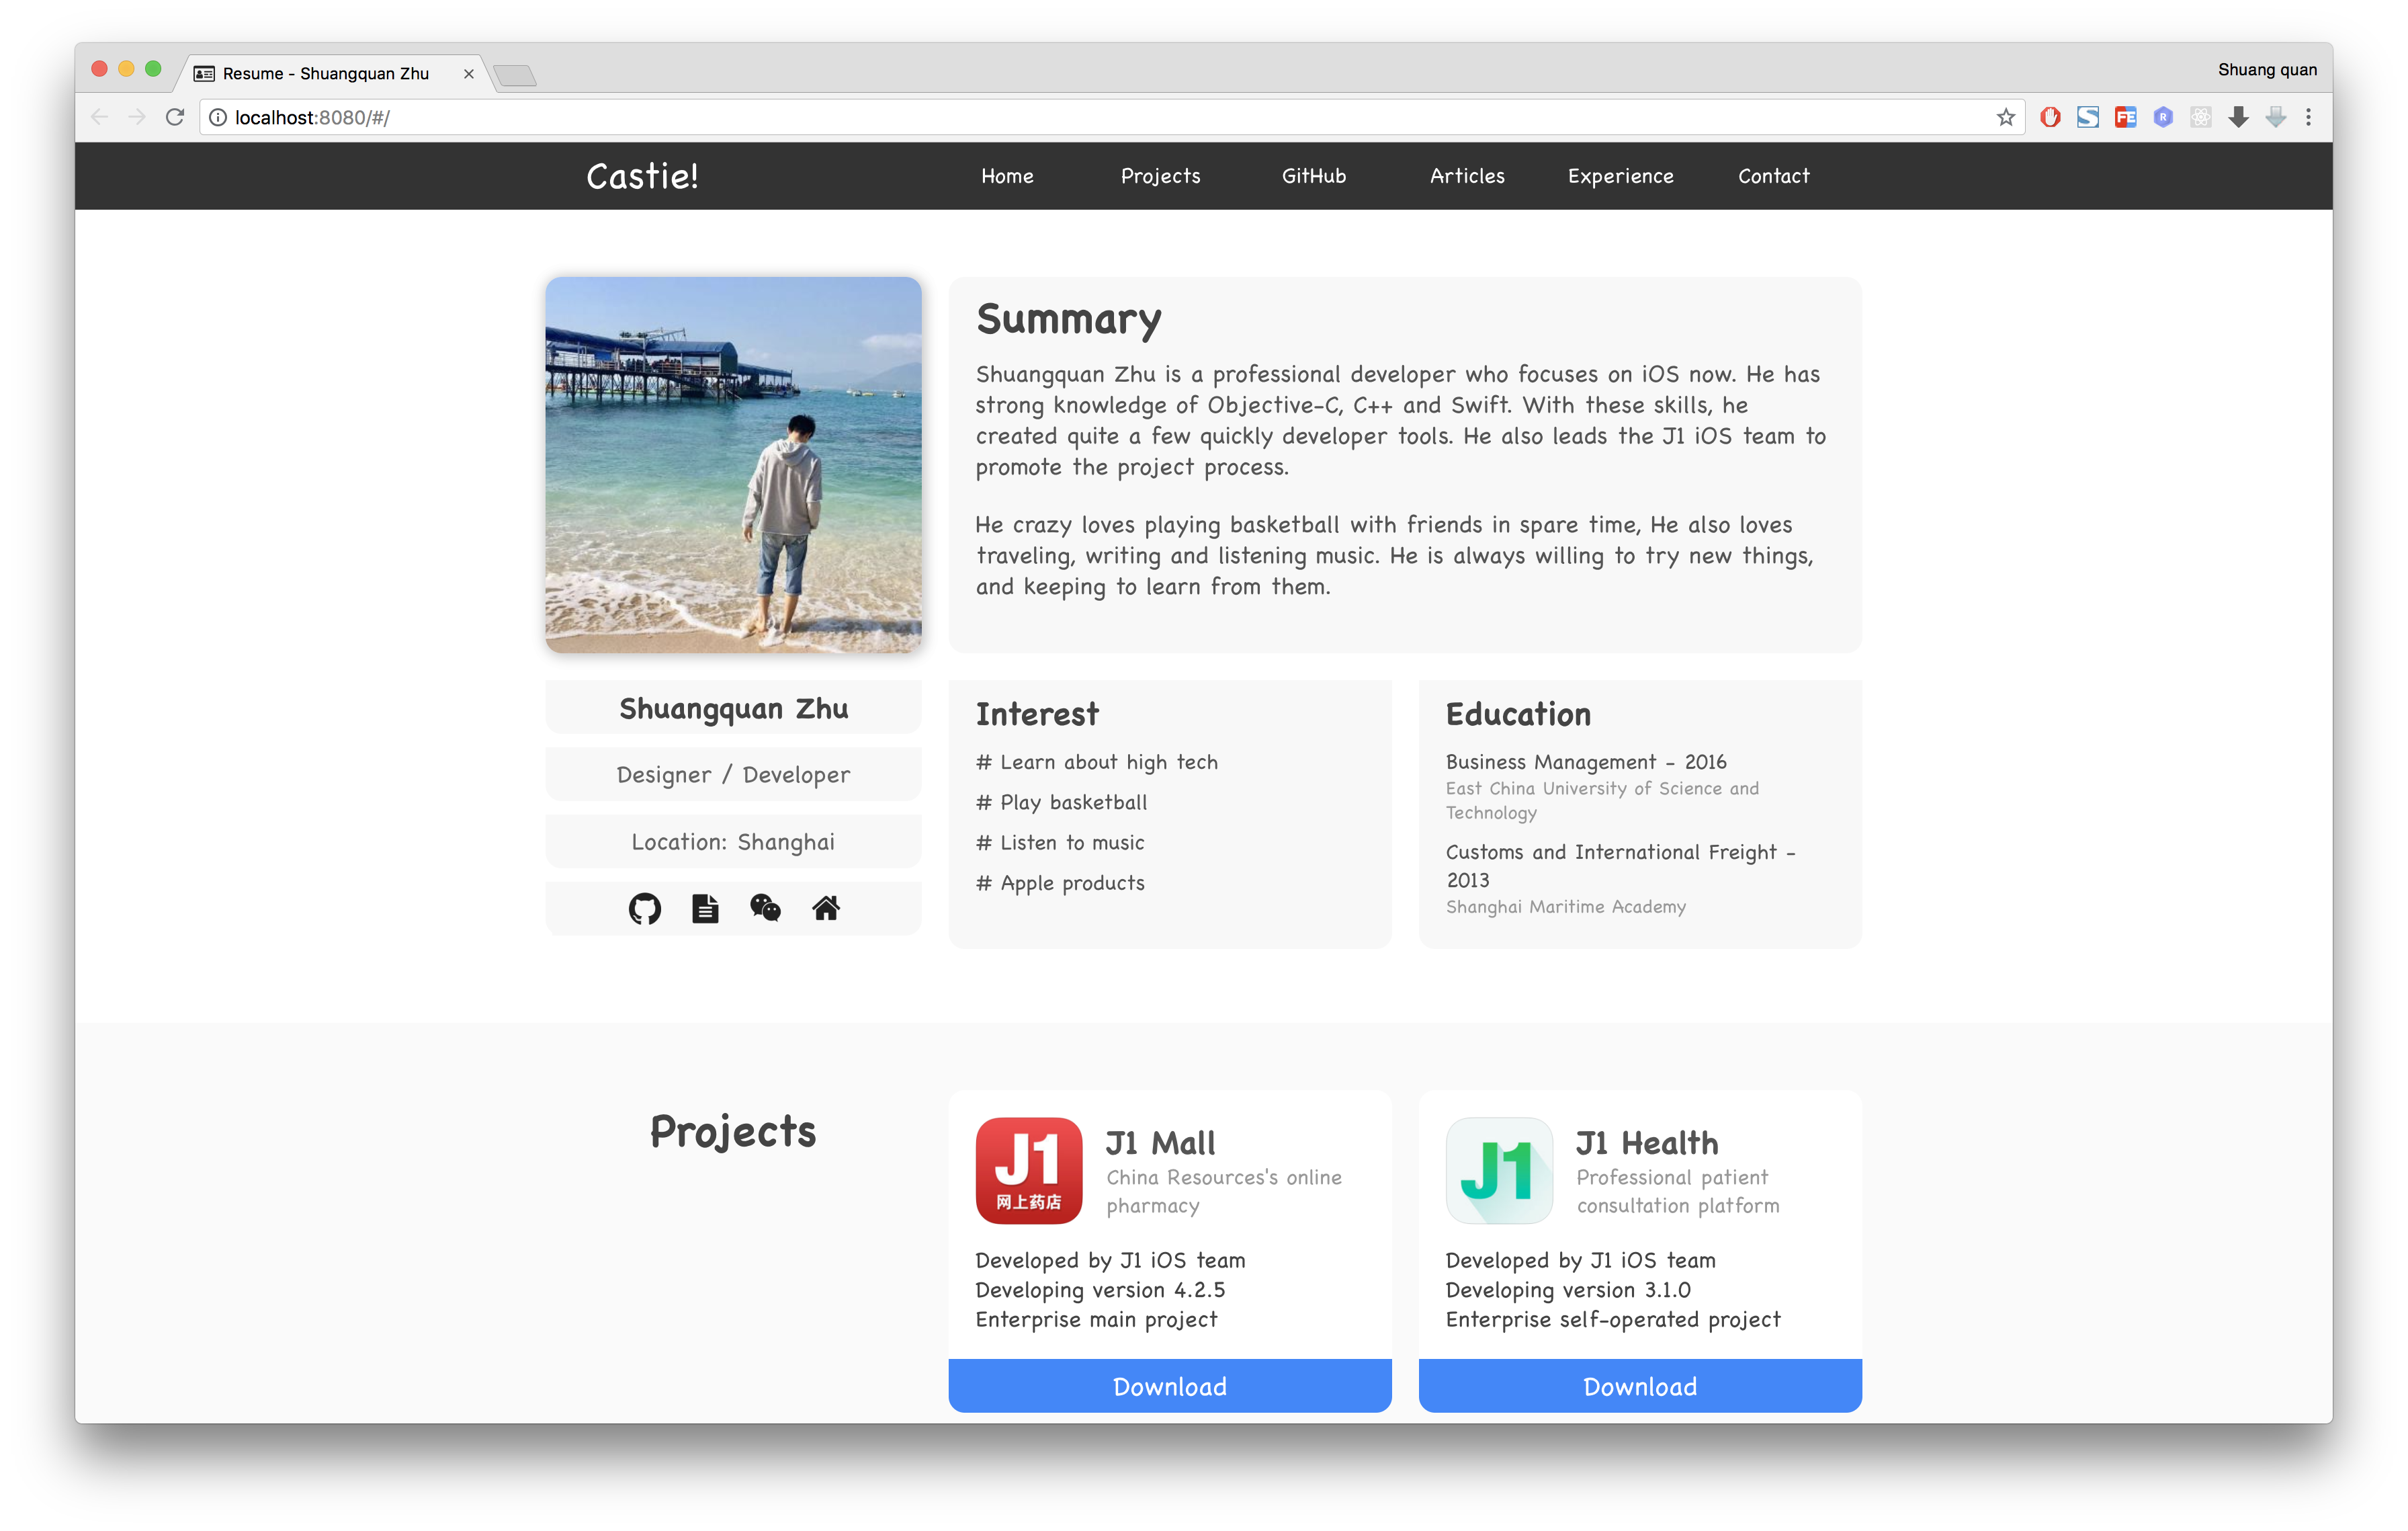 Resume - Shuangquan Zhu
Shuang quan
localhost:8080/#/
Castie!
Home
Projects
GitHub
Articles
Experience
Contact
Summary
Shuangquan Zhu is a professional developer who focuses on iOS now. He has
strong knowledge of Objective-C, C++ and Swift. With these skills, he
created quite a few quickly developer tools. He also leads the J1 iOS team to
promote the project process.
He crazy loves playing basketball with friends in spare time, He also loves
traveling, writing and listening music. He is always willing to try new things,
and keeping to learn from them.
Shuangquan Zhu
Designer / Developer
Location: Shanghai
Interest
# Learn about high tech
# Play basketball
# Listen to music
# Apple products
Education
Business Management - 2016
East China University of Science and
Technology
Customs and International Freight -
2013
Shanghai Maritime Academy
Projects
J1
网上药店
J1 Mall
China Resources's online
pharmacy
Developed by J1 iOS team
Developing version 4.2.5
Enterprise main project
Download
J1
J1 Health
Professional patient
consultation platform
Developed by J1 iOS team
Developing version 3.1.0
Enterprise self-operated project
Download